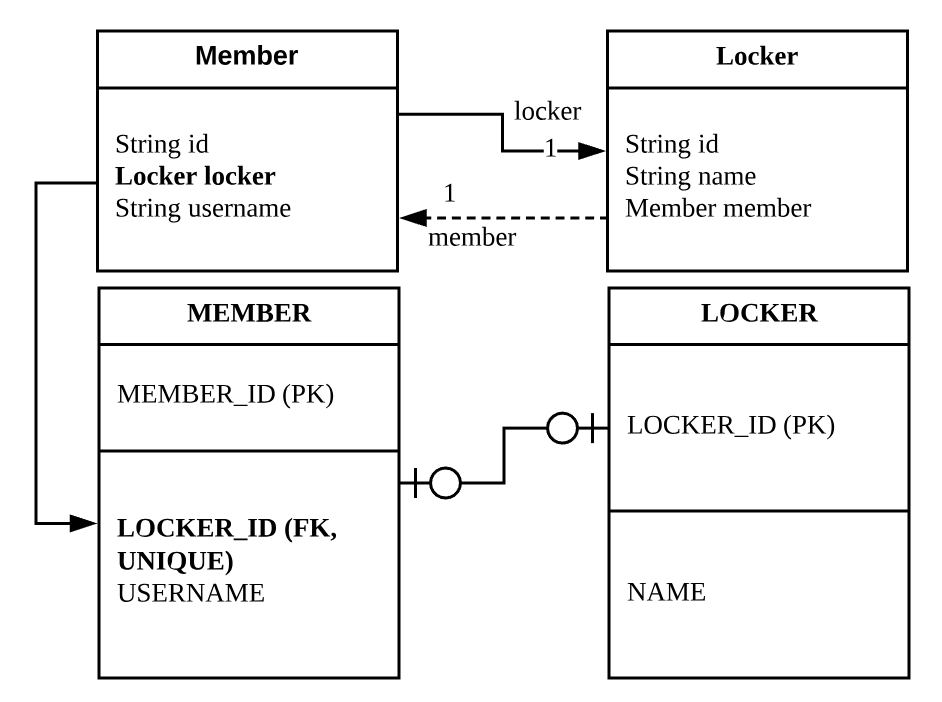 Member
String id
Locker locker
String username
locker
1
1
member
Locker
String id
String name
Member member
MEMBER
MEMBER_ID (PK)
LOCKER_ID (FK,
UNIQUE)
USERNAME
LOCKER
LOCKER_ID (PK)
NAME